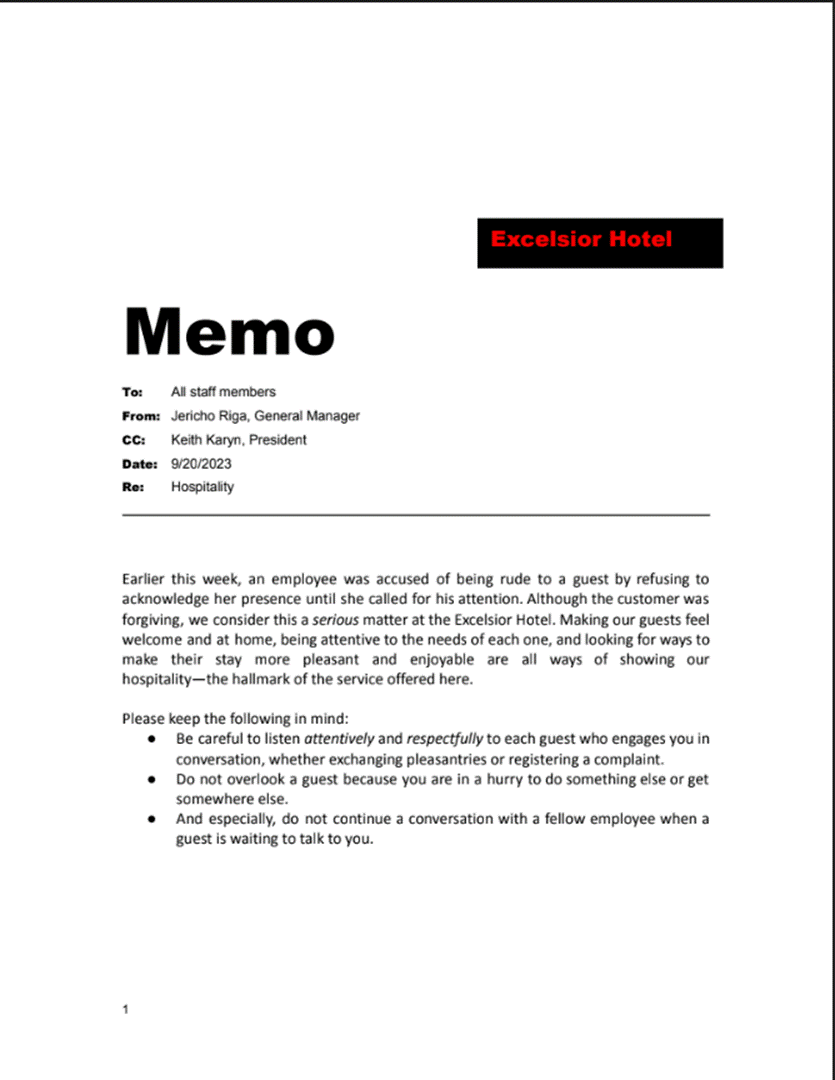 Excelsior Hotel
Memo
To: All staff members
From: Jericho Riga, General Manager
CC: Keith Karyn, President
Date: 9/20/2023
Re: Hospitality
Earlier this week, an employee was accused of being rude to a guest by refusing to
acknowledge her presence until she called for his attention. Although the customer was
forgiving, we consider this a serious matter at the Excelsior Hotel. Making our guests feel
welcome and at home, being attentive to the needs of each one, and looking for ways to
make their stay more pleasant and enjoyable are all ways of showing our
hospitality—the hallmark of the service offered here.
Please keep the following in mind:
● Be careful to listen attentively and respectfully to each guest who engages you in
conversation, whether exchanging pleasantries or registering a complaint.
● Do not overlook a guest because you are in a hurry to do something else or get
somewhere else.
● And especially, do not continue a conversation with a fellow employee when a
guest is waiting to talk to you.
1